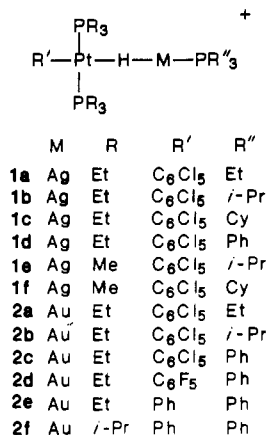 +
PR₃
R'—Pt—H—M—PR''₃
PR₃
M R R' R''
1a Ag Et C₆Cl₅ Et
1b Ag Et C₆Cl₅ i-Pr
1c Ag Et C₆Cl₅ Cy
1d Ag Et C₆Cl₅ Ph
1e Ag Me C₆Cl₅ i-Pr
1f Ag Me C₆Cl₅ Cy
2a Au Et C₆Cl₅ Et
2b Au Et C₆Cl₅ i-Pr
2c Au Et C₆Cl₅ Ph
2d Au Et C₆F₅ Ph
2e Au Et Ph Ph
2f Au i-Pr Ph Ph